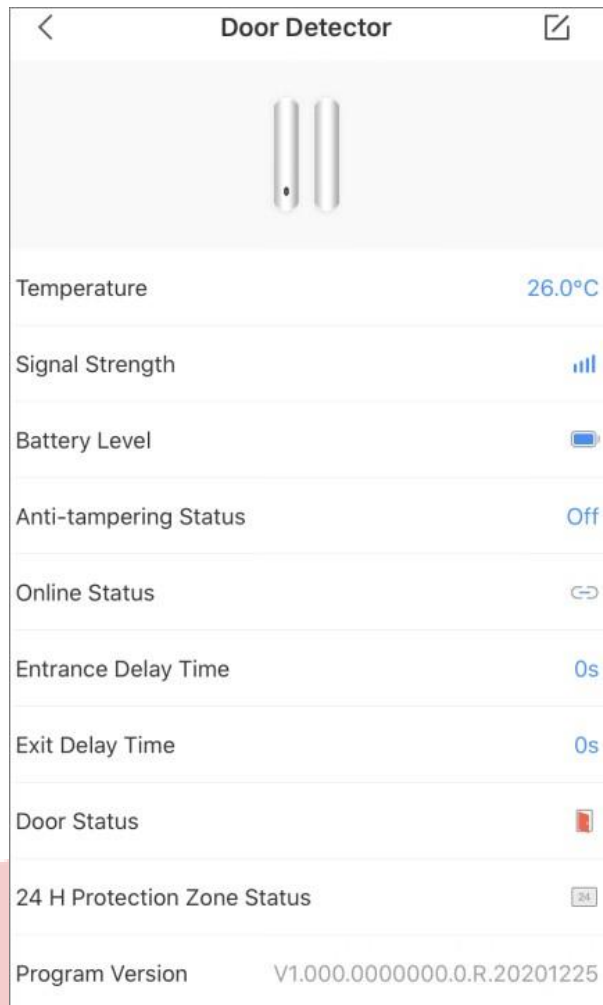 Door Detector
Temperature 26.0°C
Signal Strength
Battery Level
Anti-tampering Status Off
Online Status
Entrance Delay Time 0s
Exit Delay Time 0s
Door Status
24 H Protection Zone Status 24
Program Version V1.000.0000000.0.R.20201225